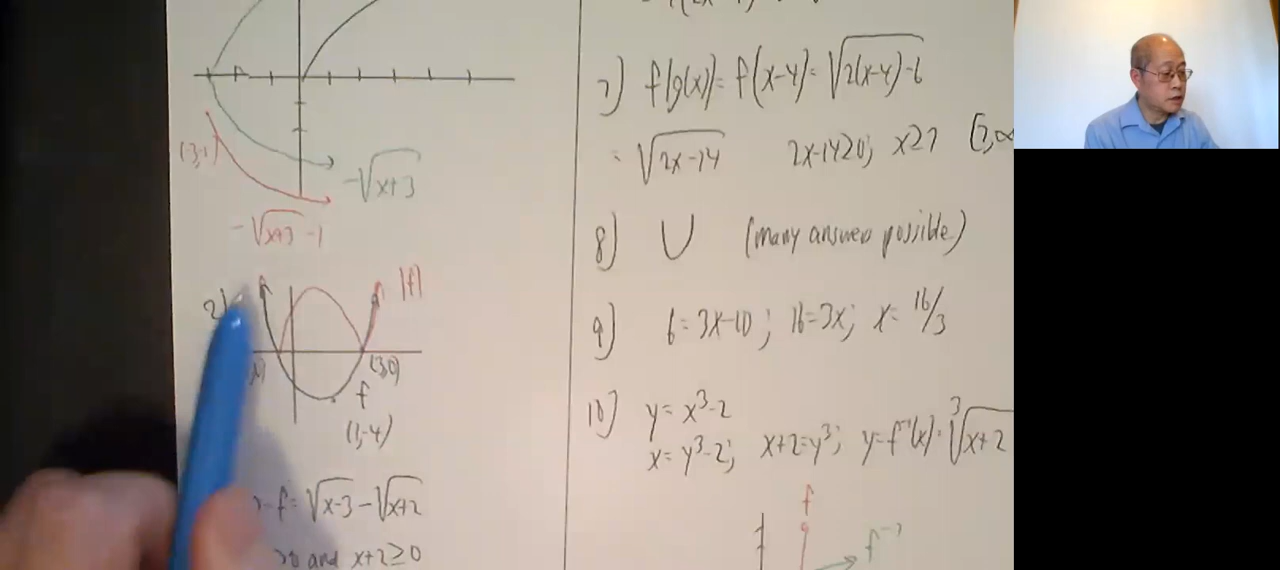 (-3,-1)
-√(x+3)
-√(x+3) -1
2)
|f|
(3,0)
f
(1,-4)
-f = √(x-3) - √(x+2)
≥0 and x+2≥0
7) f(g(x)) = f(x-4) = √(2(x-4)-6)
= √(2x-14) 2x-14≥0; x≥7 [7,∞
8) U (many answers possible)
9) 6=3x-10; 16=3x; x= 16/3
10) y=x³-2
x=y³-2; x+2=y³; y=f⁻¹(x)=∛(x+2)
f
f⁻¹